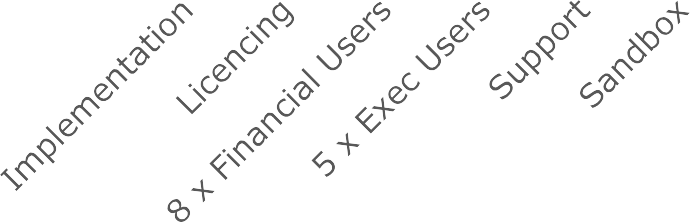 Implementation
Licencing
8 x Financial Users
5 x Exec Users
Support
Sandbox